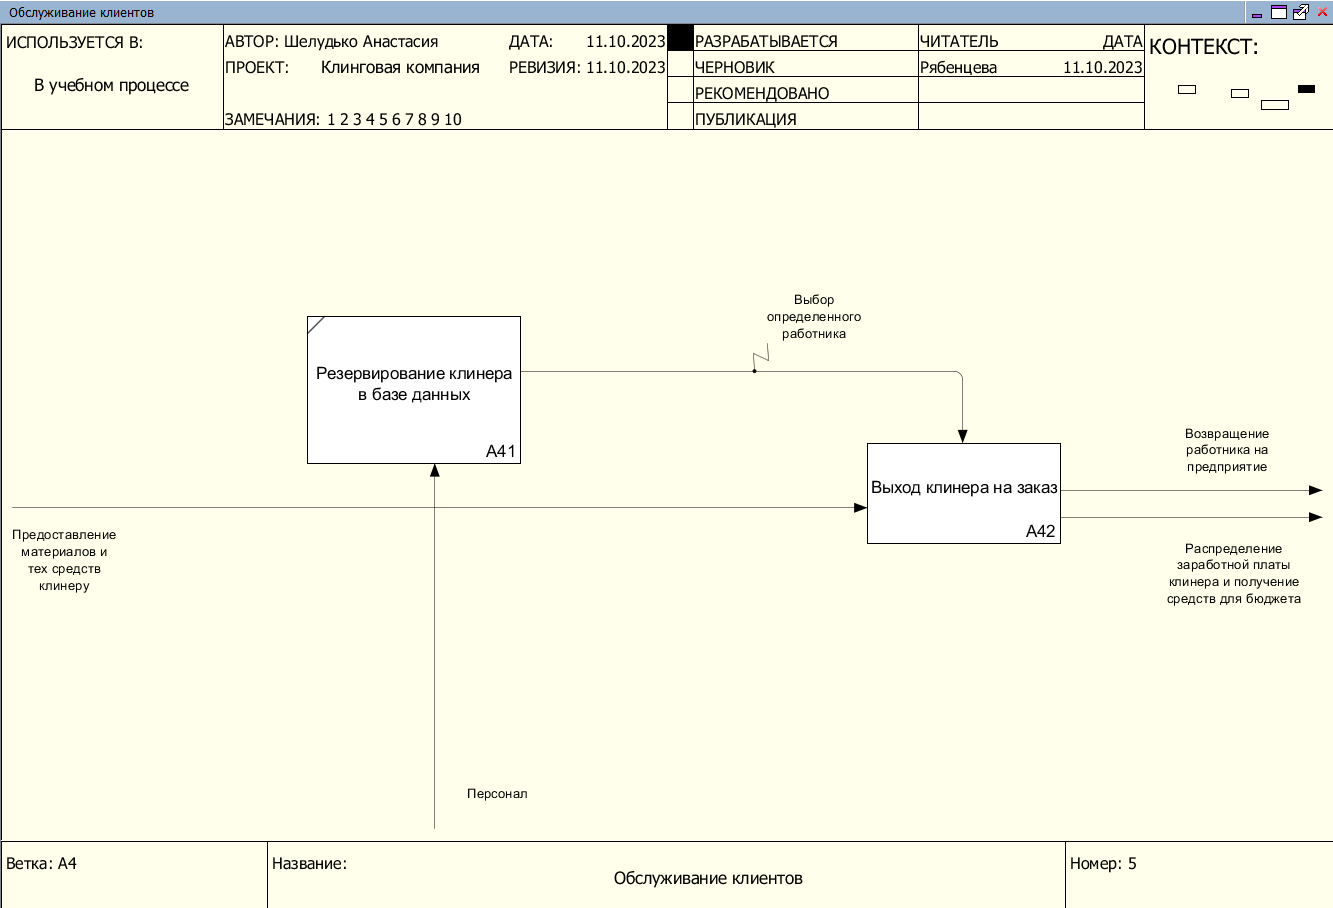 Обслуживание клиентов
ИСПОЛЬЗУЕТСЯ В:
В учебном процессе
АВТОР: Шелудько Анастасия
ДАТА: 11.10.2023
ПРОЕКТ: Клинговая компания
РЕВИЗИЯ: 11.10.2023
ЗАМЕЧАНИЯ: 1 2 3 4 5 6 7 8 9 10
РАЗРАБАТЫВАЕТСЯ
ЧЕРНОВИК
РЕКОМЕНДОВАНО
ПУБЛИКАЦИЯ
ЧИТАТЕЛЬ ДАТА
Рябенцева 11.10.2023
КОНТЕКСТ:
Выбор
определенного
работника
Резервирование клинера
в базе данных
A41
Возвращение
работника на
предприятие
Выход клинера на заказ
A42
Предоставление
материалов и
тех средств
клинеру
Распределение
заработной платы
клинера и получение
средств для бюджета
Персонал
Ветка: A4
Название:
Обслуживание клиентов
Номер: 5